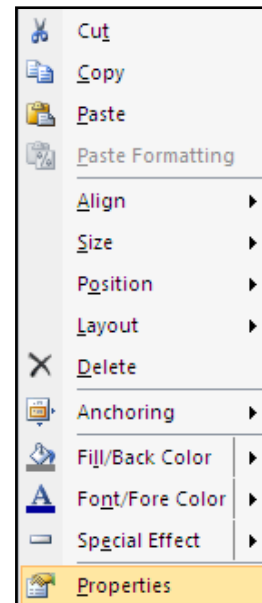 Cut
Copy
Paste
Paste Formatting
Align
Size
Position
Layout
Delete
Anchoring
Fill/Back Color
Font/Fore Color
Special Effect
Properties